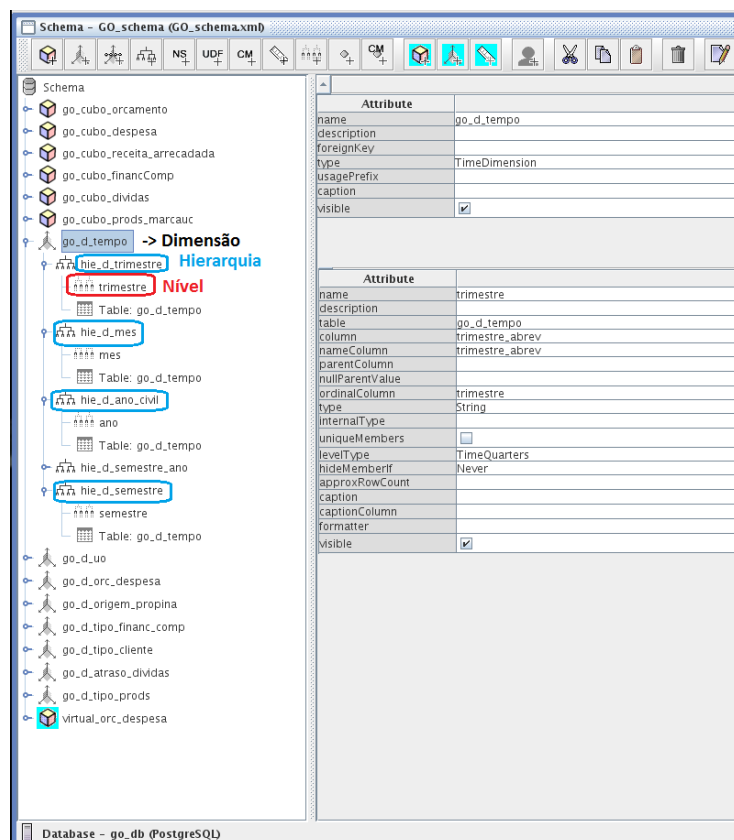 Schema - GO_schema (GO_schema.xml)
NS UDF CM CM
Schema
go_cubo_orcamento
go_cubo_despesa
go_cubo_receita_arrecadada
go_cubo_financComp
go_cubo_dividas
go_cubo_prods_marcauc
go_d_tempo -> Dimensão
hie_d_trimestre Hierarquia
trimestre Nível
Table: go_d_tempo
hie_d_mes
mes
Table: go_d_tempo
hie_d_ano_civil
ano
Table: go_d_tempo
hie_d_semestre_ano
hie_d_semestre
semestre
Table: go_d_tempo
go_d_uo
go_d_orc_despesa
go_d_origem_propina
go_d_tipo_financ_comp
go_d_tipo_cliente
go_d_atraso_dividas
go_d_tipo_prods
virtual_orc_despesa
Attribute
name go_d_tempo
description
foreignKey
type TimeDimension
usagePrefix
caption
visible
Attribute
name trimestre
description
table go_d_tempo
column trimestre_abrev
nameColumn trimestre_abrev
parentColumn
nullParentValue
ordinalColumn trimestre
type String
internalType
uniqueMembers
levelType TimeQuarters
hideMemberIf Never
approxRowCount
caption
captionColumn
formatter
visible
Database - go_db (PostgreSQL)